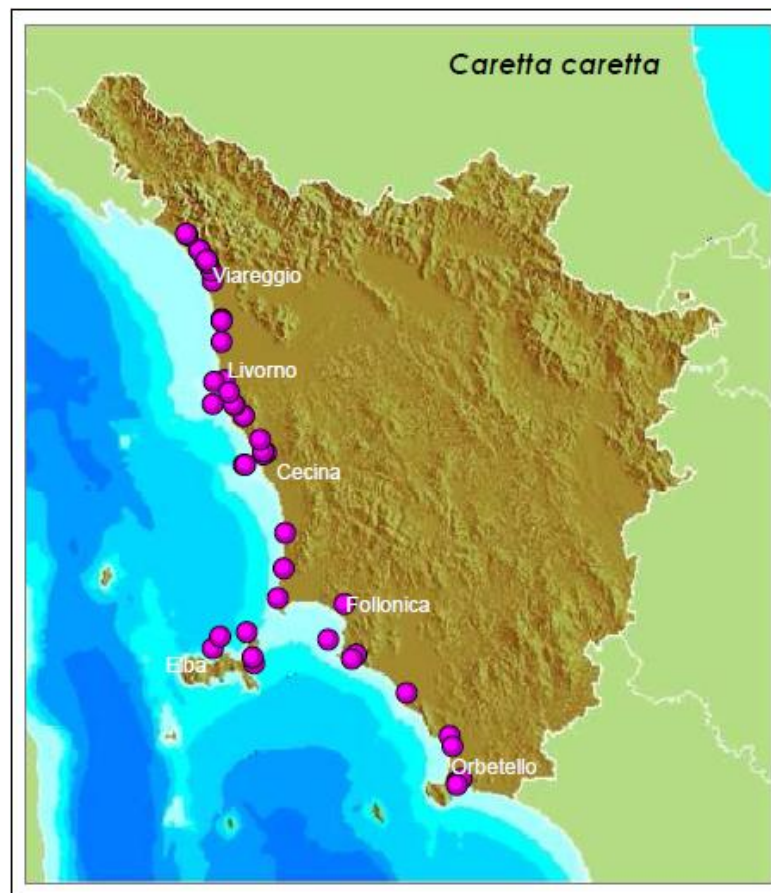 Caretta caretta
Viareggio
Livorno
Cecina
Follonica
Elba
Orbetello